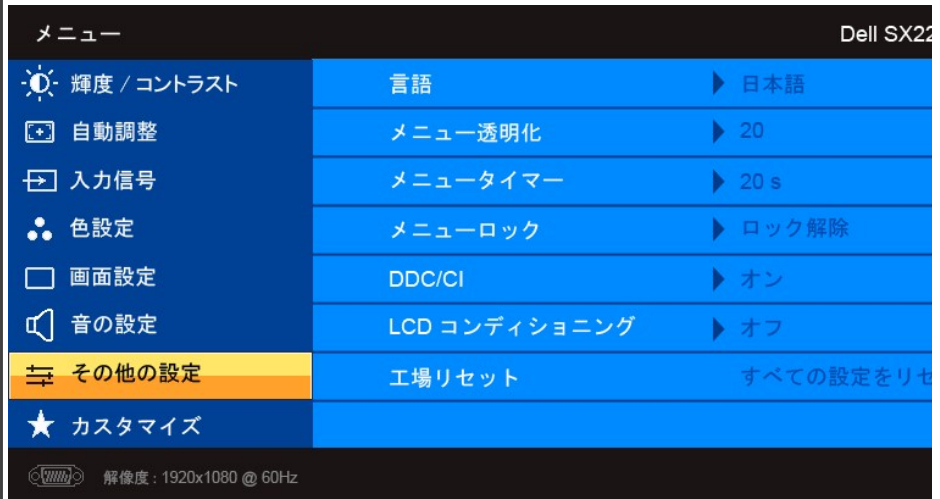 メニュー Dell SX22
輝度 / コントラスト 言語 日本語
自動調整 メニュー透明化 20
入力信号 メニュータイマー 20 s
色設定 メニューロック ロック解除
画面設定 DDC/CI オン
音の設定 LCD コンディショニング オフ
その他の設定 工場リセット すべての設定をリセ
カスタマイズ
解像度 : 1920x1080 @ 60Hz